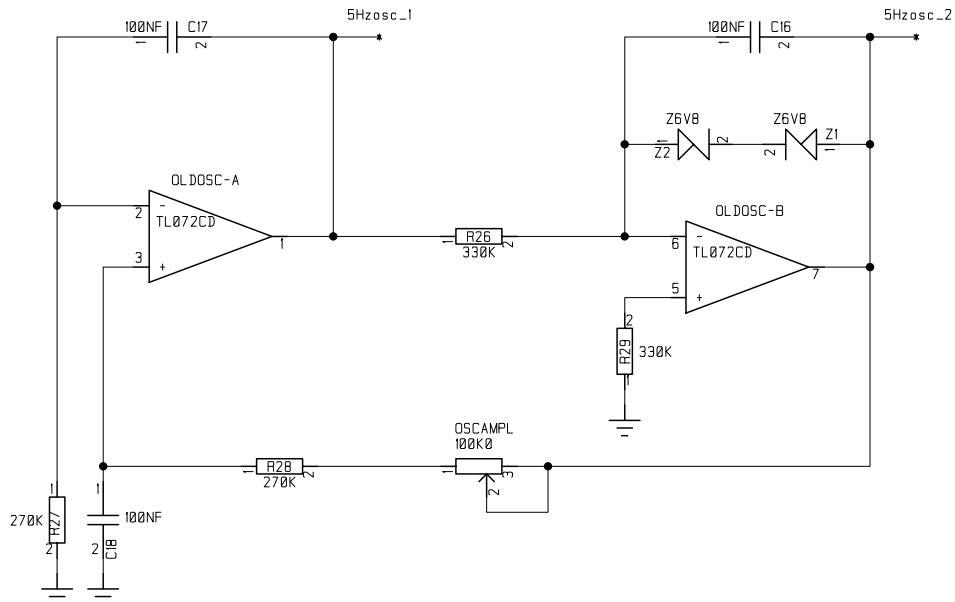 5Hzosc_1
5Hzosc_2
100NF C17
1 2
100NF C16
1 2
Z6V8 Z6V8
1 2 2 1
Z2 Z1
OLDOSC-A
2 - TL072CD
3 +
1
OLDOSC-B
6 - TL072CD
5 +
7
1 R26 2
330K
2
R29 330K
1
OSCAMPL
100K0
1 R28 2
270K
1 2 3
1
270K R27
2
1
100NF
2 C18